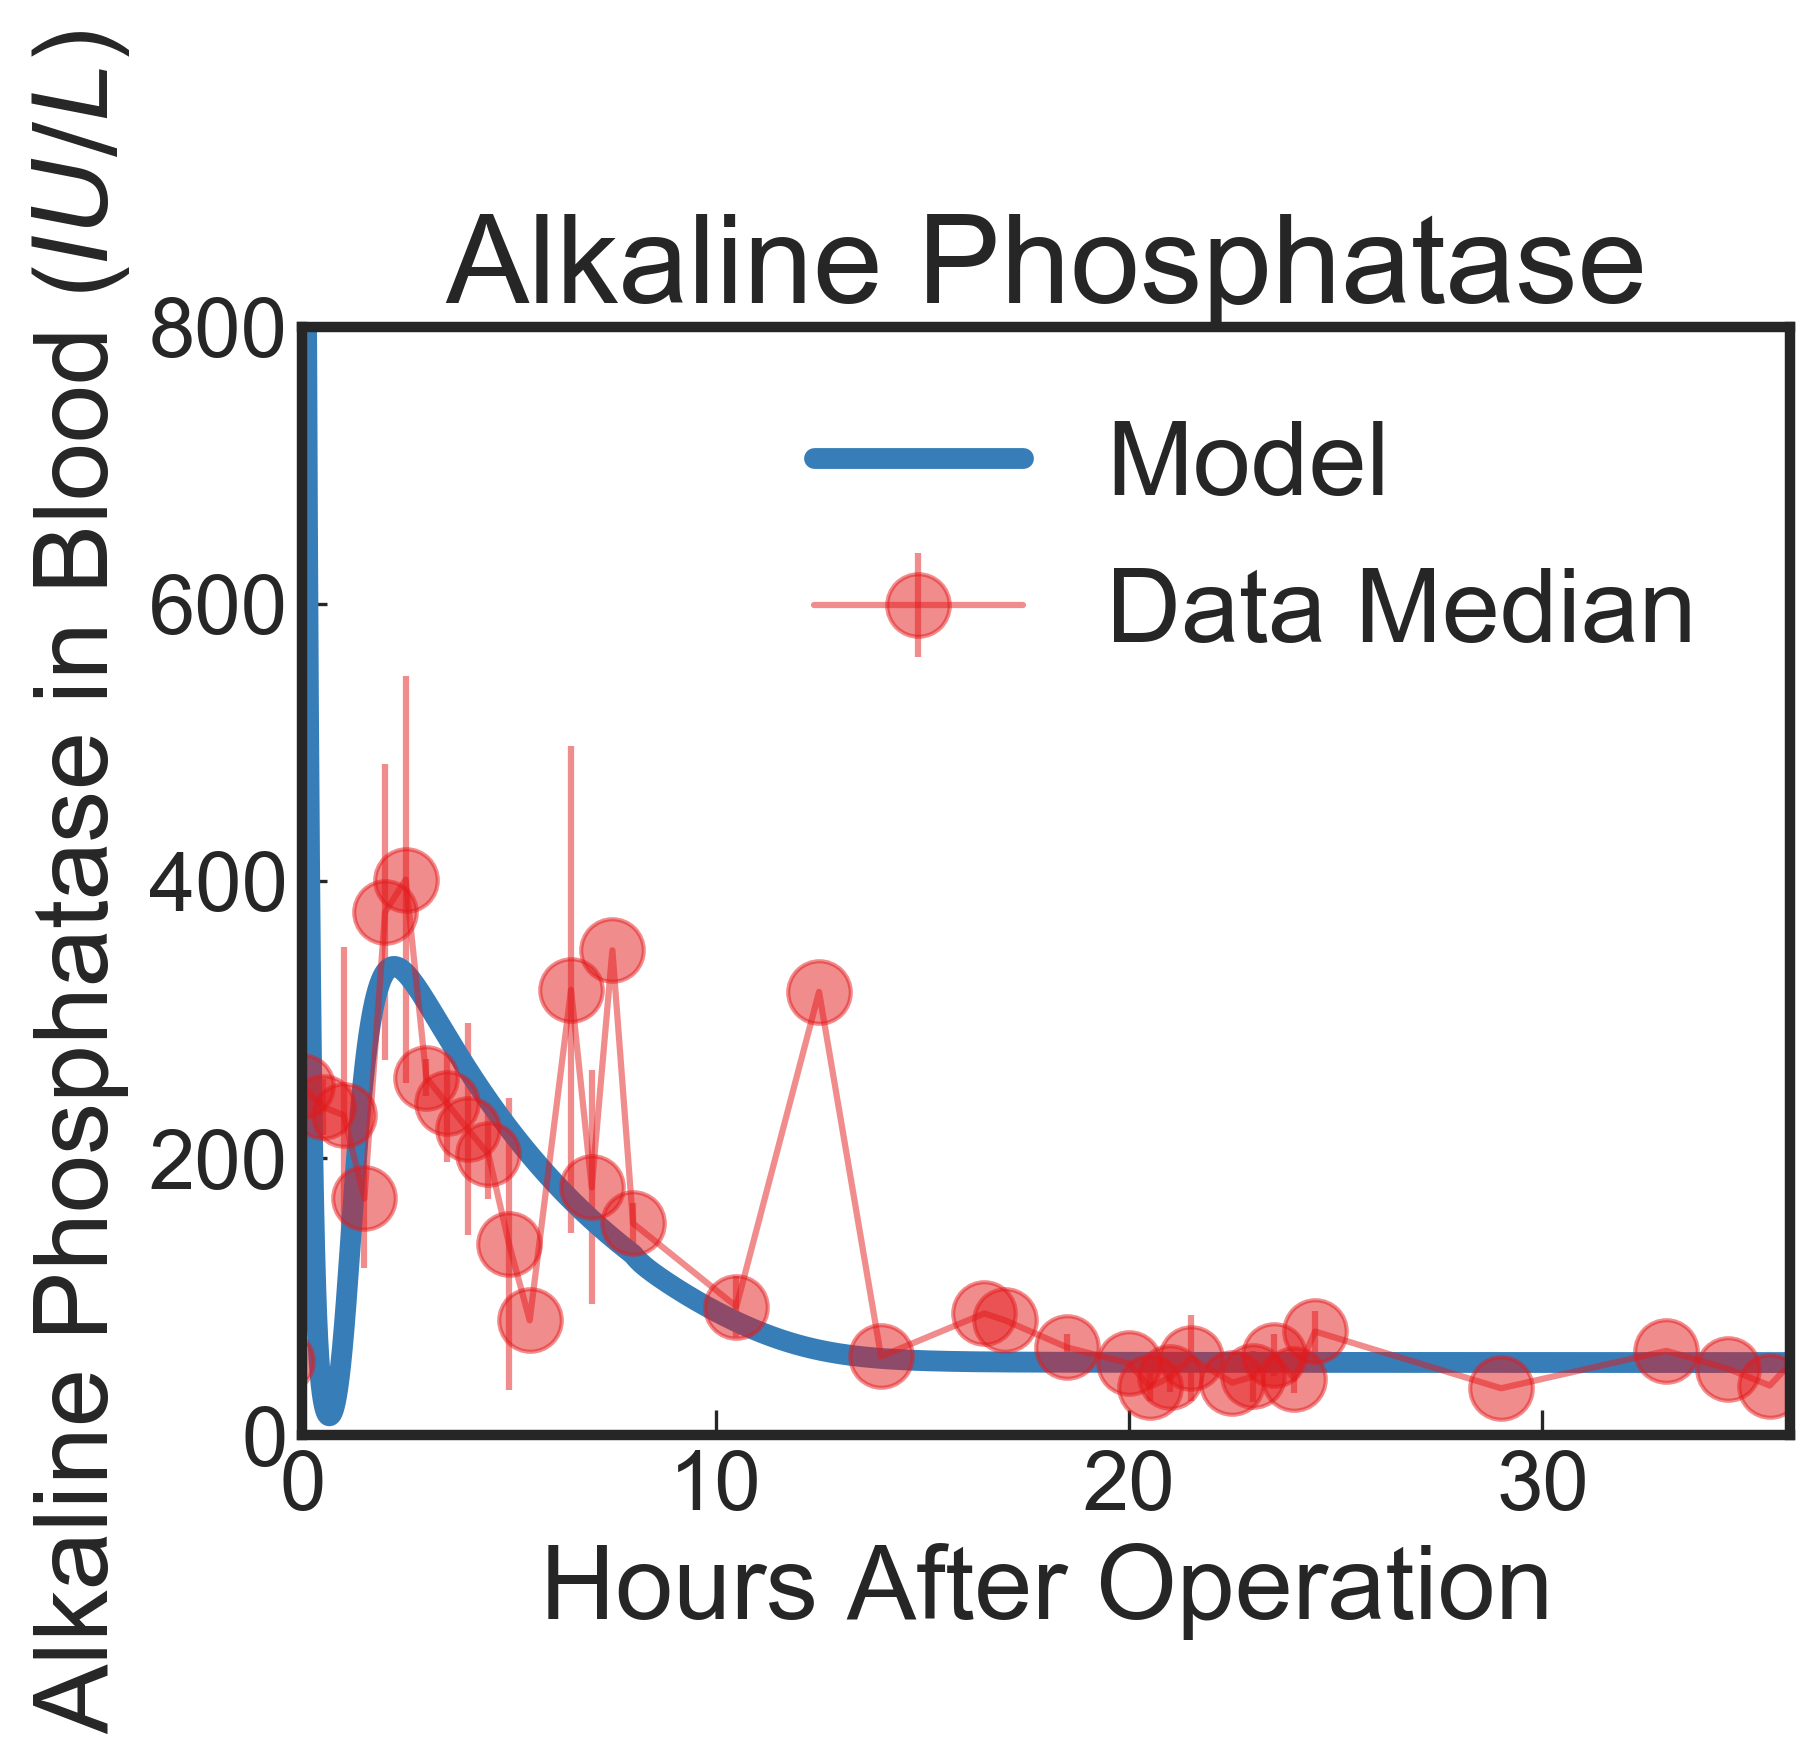 Alkaline Phosphatase
Alkaline Phosphatase in Blood (IU/L)
800
600
400
200
0
Model
Data Median
0 10 20 30
Hours After Operation